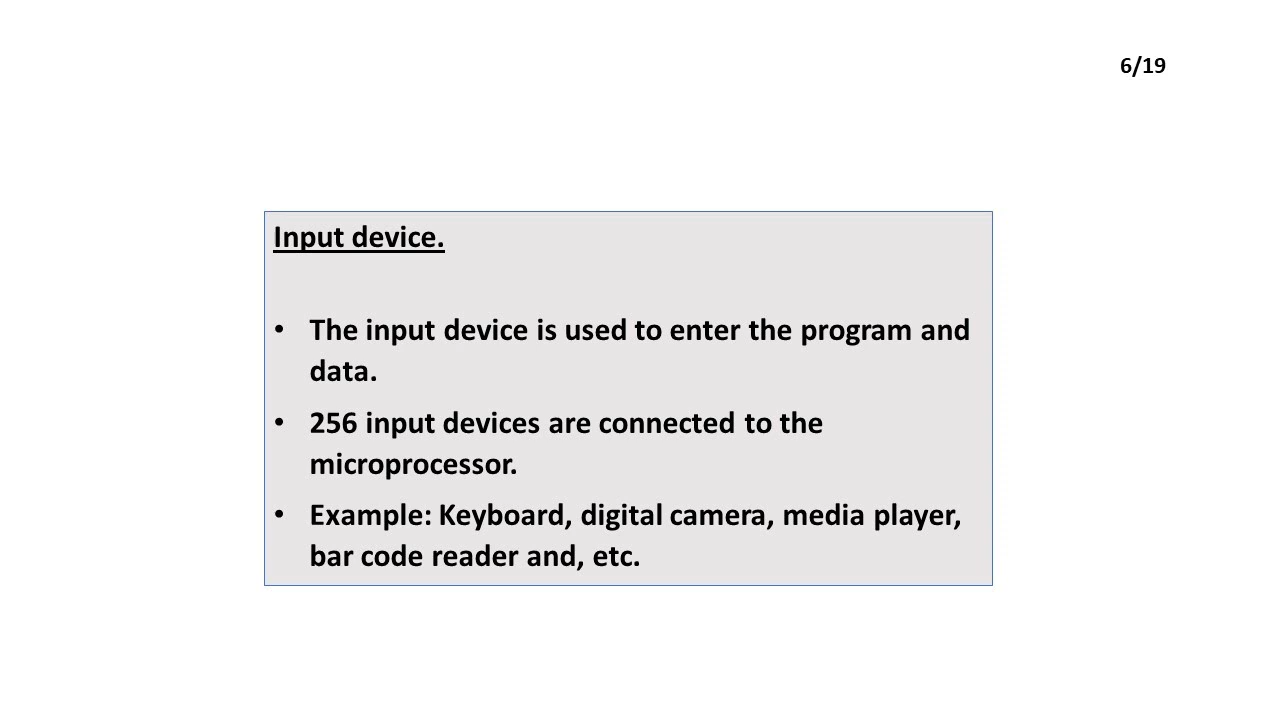 6/19
Input device.
• The input device is used to enter the program and
data.
• 256 input devices are connected to the
microprocessor.
• Example: Keyboard, digital camera, media player,
bar code reader and, etc.